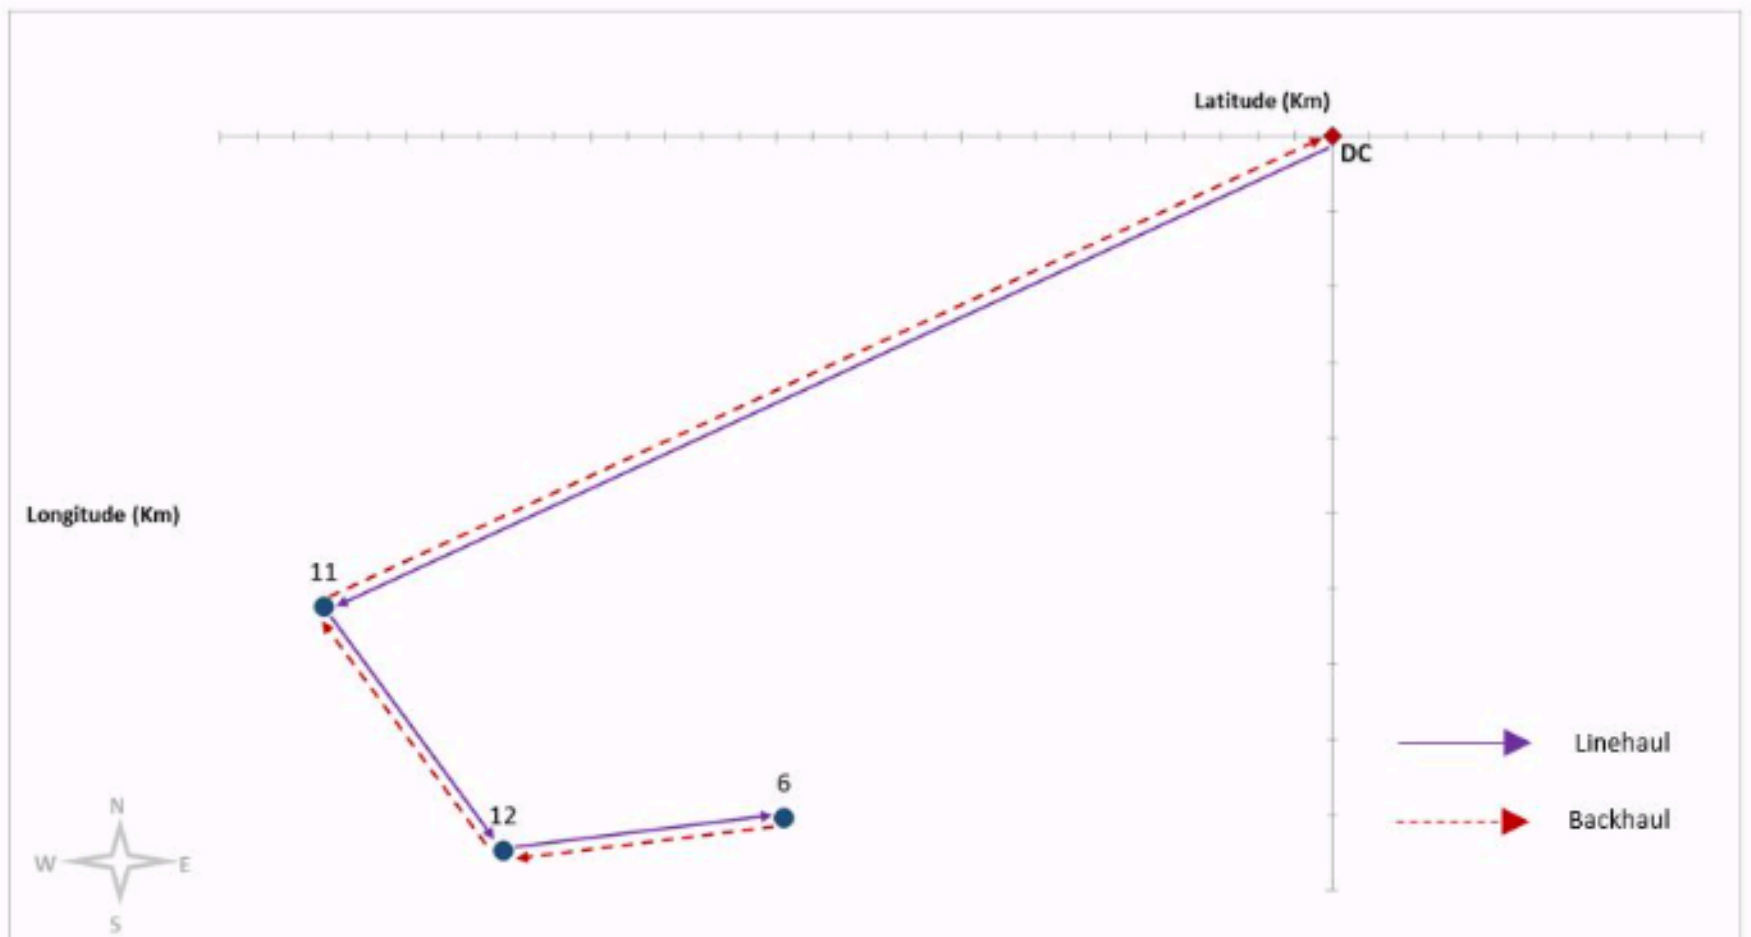 Latitude (Km)
DC
Longitude (Km)
11
6
12
Linehaul
Backhaul
N
W E
S